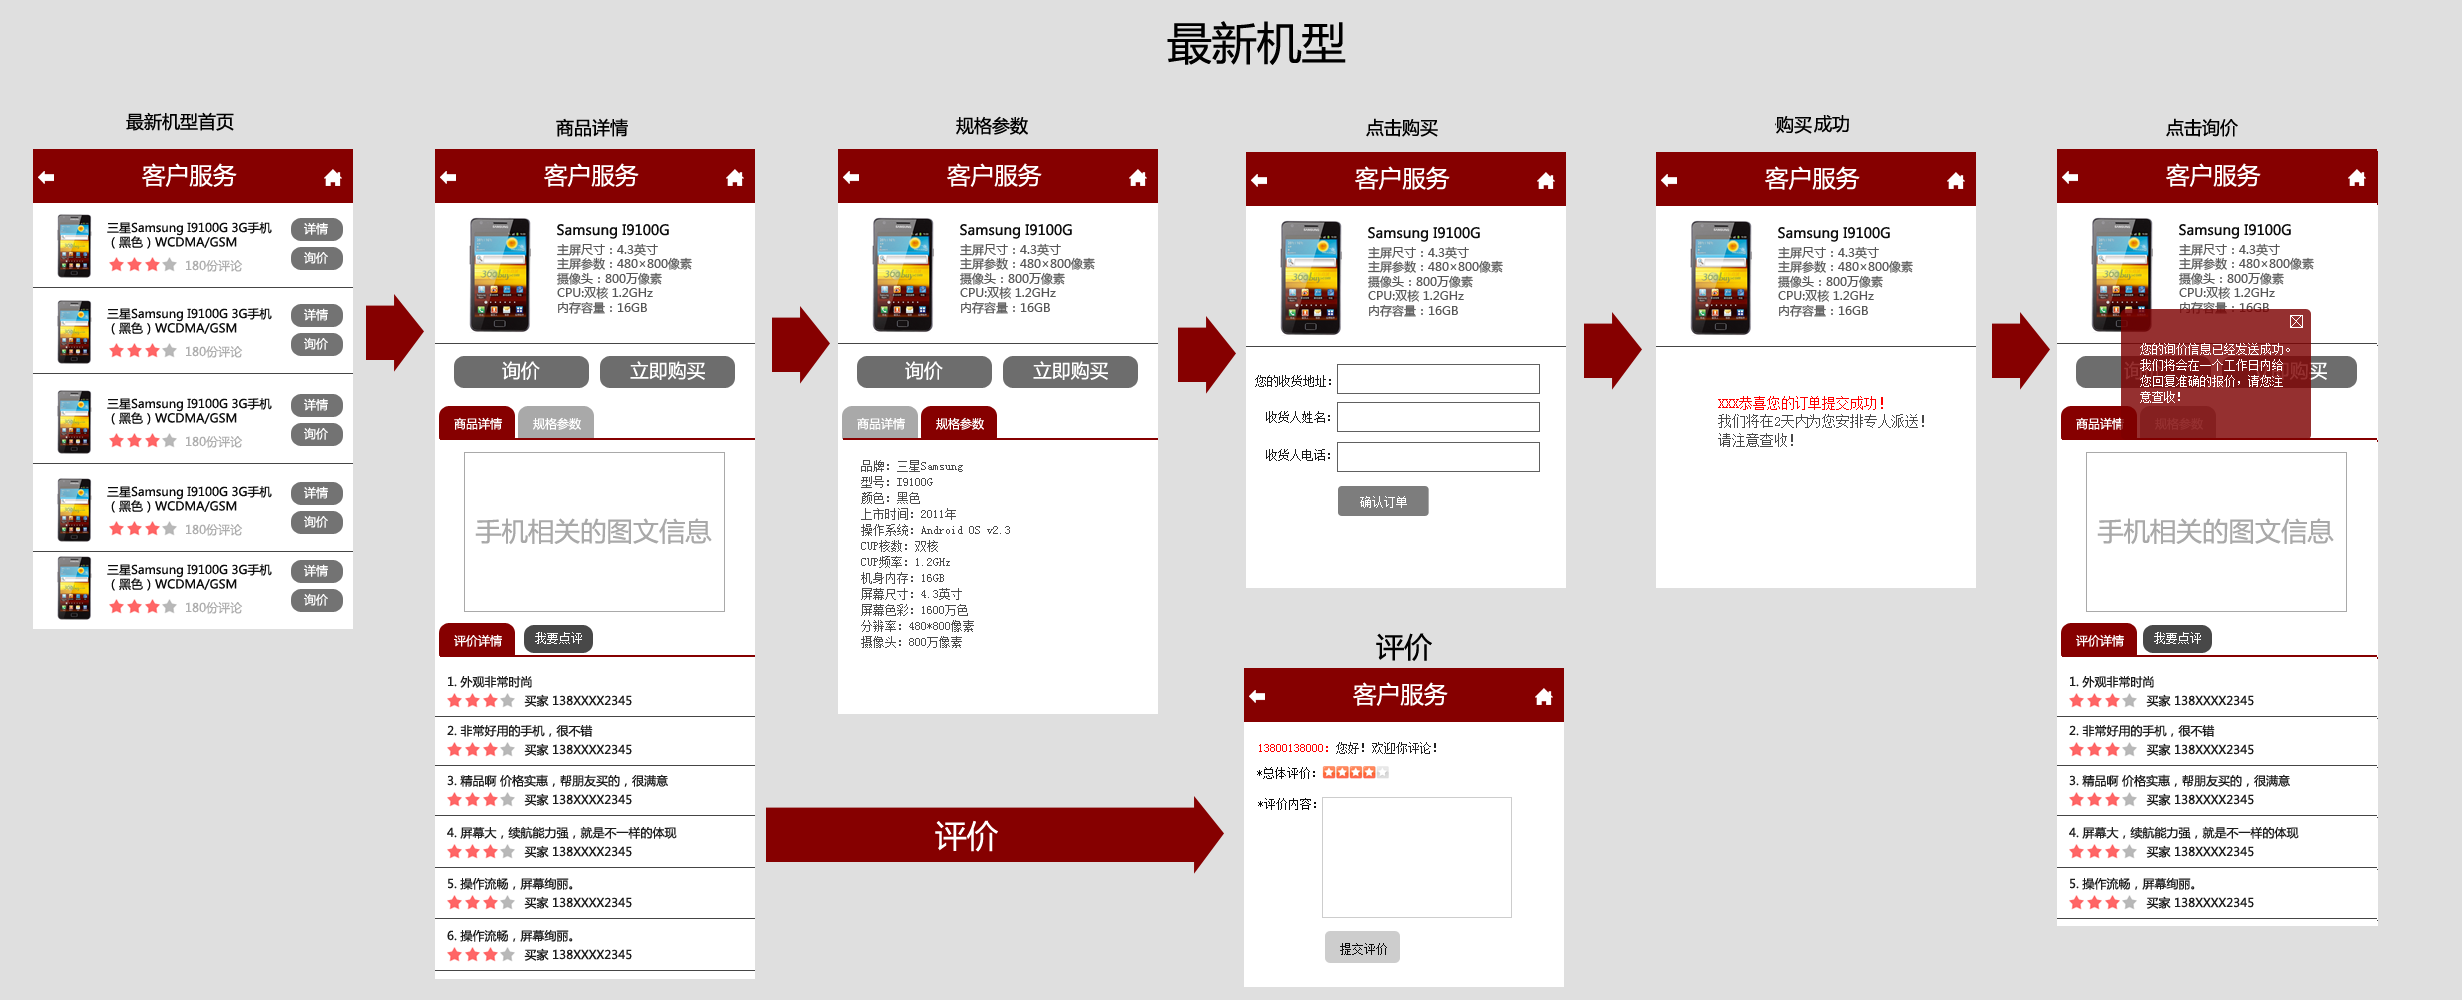 最新机型
最新机型首页
客户服务
三星Samsung I9100G 3G手机
（黑色）WCDMA/GSM
180份评论
详情
询价
三星Samsung I9100G 3G手机
（黑色）WCDMA/GSM
180份评论
详情
询价
三星Samsung I9100G 3G手机
（黑色）WCDMA/GSM
180份评论
详情
询价
三星Samsung I9100G 3G手机
（黑色）WCDMA/GSM
180份评论
详情
询价
三星Samsung I9100G 3G手机
（黑色）WCDMA/GSM
180份评论
详情
询价
商品详情
客户服务
Samsung I9100G
主屏尺寸：4.3英寸
主屏参数：480×800像素
摄像头：800万像素
CPU:双核 1.2GHz
内存容量：16GB
询价 立即购买
商品详情 规格参数
手机相关的图文信息
评价详情 我要点评
1. 外观非常时尚
买家 138XXXX2345
2. 非常好用的手机，很不错
买家 138XXXX2345
3. 精品啊 价格实惠，帮朋友买的，很满意
买家 138XXXX2345
4. 屏幕大，续航能力强，就是不一样的体现
买家 138XXXX2345
5. 操作流畅，屏幕绚丽。
买家 138XXXX2345
6. 操作流畅，屏幕绚丽。
买家 138XXXX2345
规格参数
客户服务
Samsung I9100G
主屏尺寸：4.3英寸
主屏参数：480×800像素
摄像头：800万像素
CPU:双核 1.2GHz
内存容量：16GB
询价 立即购买
商品详情 规格参数
品牌：三星Samsung
型号：I9100G
颜色：黑色
上市时间：2011年
操作系统：Android OS v2.3
CUP核数：双核
CUP频率：1.2GHz
机身内存：16GB
屏幕尺寸：4.3英寸
屏幕色彩：1600万色
分辨率：480*800像素
摄像头：800万像素
点击购买
客户服务
Samsung I9100G
主屏尺寸：4.3英寸
主屏参数：480×800像素
摄像头：800万像素
CPU:双核 1.2GHz
内存容量：16GB
您的收货地址：
收货人姓名：
收货人电话：
确认订单
购买成功
客户服务
Samsung I9100G
主屏尺寸：4.3英寸
主屏参数：480×800像素
摄像头：800万像素
CPU:双核 1.2GHz
内存容量：16GB
xxx恭喜您的订单提交成功！
我们将在2天内为您安排专人派送！
请注意查收！
点击询价
客户服务
Samsung I9100G
主屏尺寸：4.3英寸
主屏参数：480×800像素
摄像头：800万像素
CPU:双核 1.2GHz
内存容量：16GB
您的询价信息已经发送成功。
我们将会在一个工作日内给
您回复准确的报价，请您注
意查收！
商品详情 规格参数
手机相关的图文信息
评价详情 我要点评
1. 外观非常时尚
买家 138XXXX2345
2. 非常好用的手机，很不错
买家 138XXXX2345
3. 精品啊 价格实惠，帮朋友买的，很满意
买家 138XXXX2345
4. 屏幕大，续航能力强，就是不一样的体现
买家 138XXXX2345
5. 操作流畅，屏幕绚丽。
买家 138XXXX2345
评价
评价
客户服务
13800138000：您好！欢迎你评论！
*总体评价：
*评价内容：
提交评价